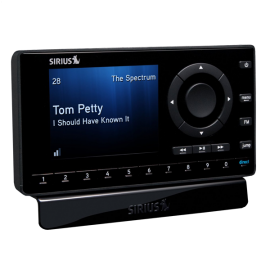 SIRIUS
28 The Spectrum
Tom Petty
I Should Have Known It
menu
FM
jump
1 2 3 4 5 6 7 8 9 0
direct
SIRIUS